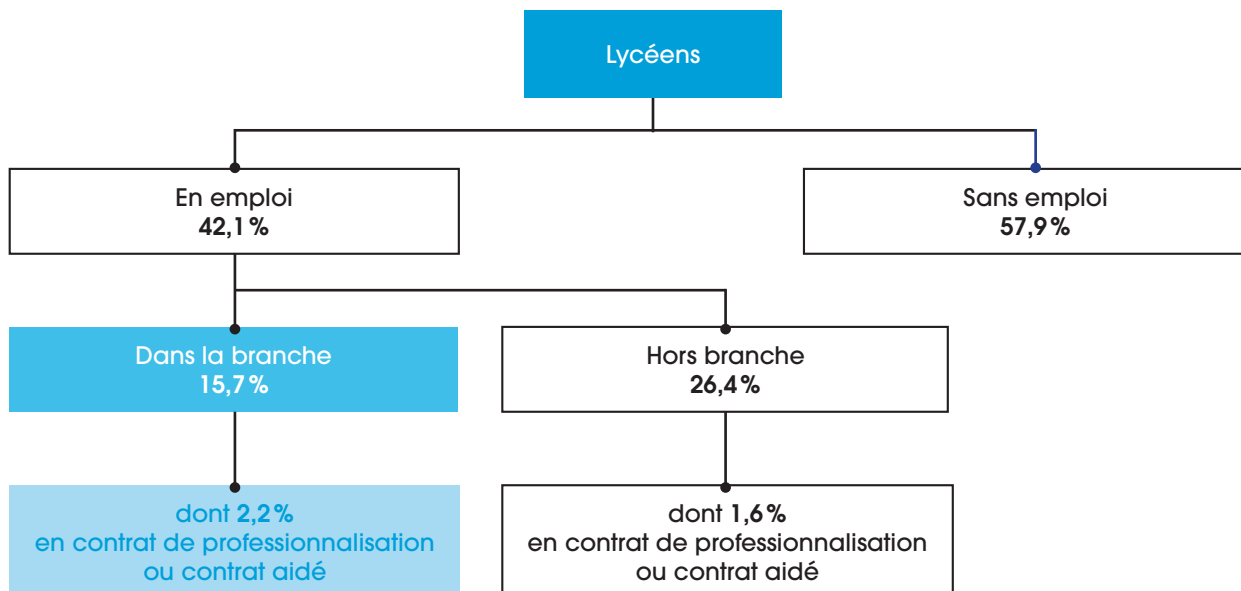 Lycéens
En emploi
42,1 %
Sans emploi
57,9 %
Dans la branche
15,7 %
Hors branche
26,4 %
dont 2,2 %
en contrat de professionnalisation
ou contrat aidé
dont 1,6 %
en contrat de professionnalisation
ou contrat aidé